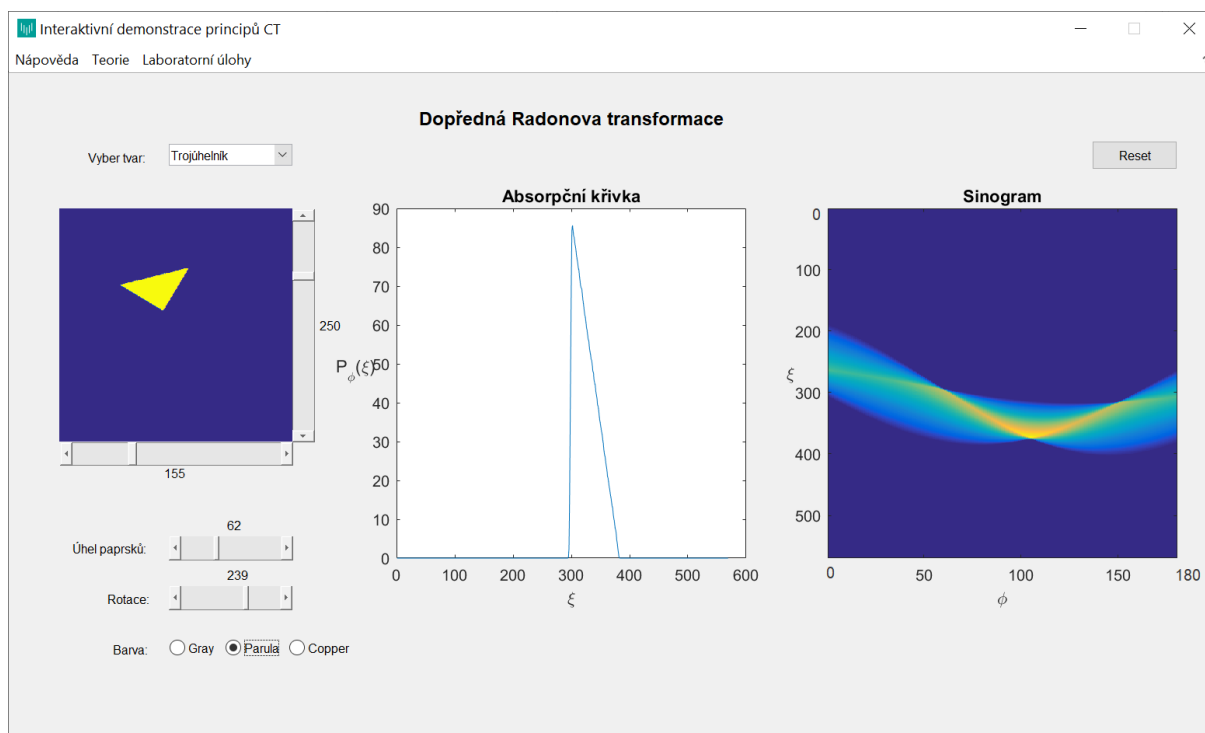 Interaktivní demonstrace principů CT
Nápověda Teorie Laboratorní úlohy
Dopředná Radonova transformace
Vyber tvar: Trojúhelník
Reset
Absorpční křivka
Sinogram
90
80
70
60
50
40
30
20
10
0
P_ϕ(ξ)
0 100 200 300 400 500 600
ξ
0
100
200
300
400
500
ξ
0 50 100 150 180
ϕ
250
155
62
Úhel paprsků:
239
Rotace:
Barva: Gray Parula Copper